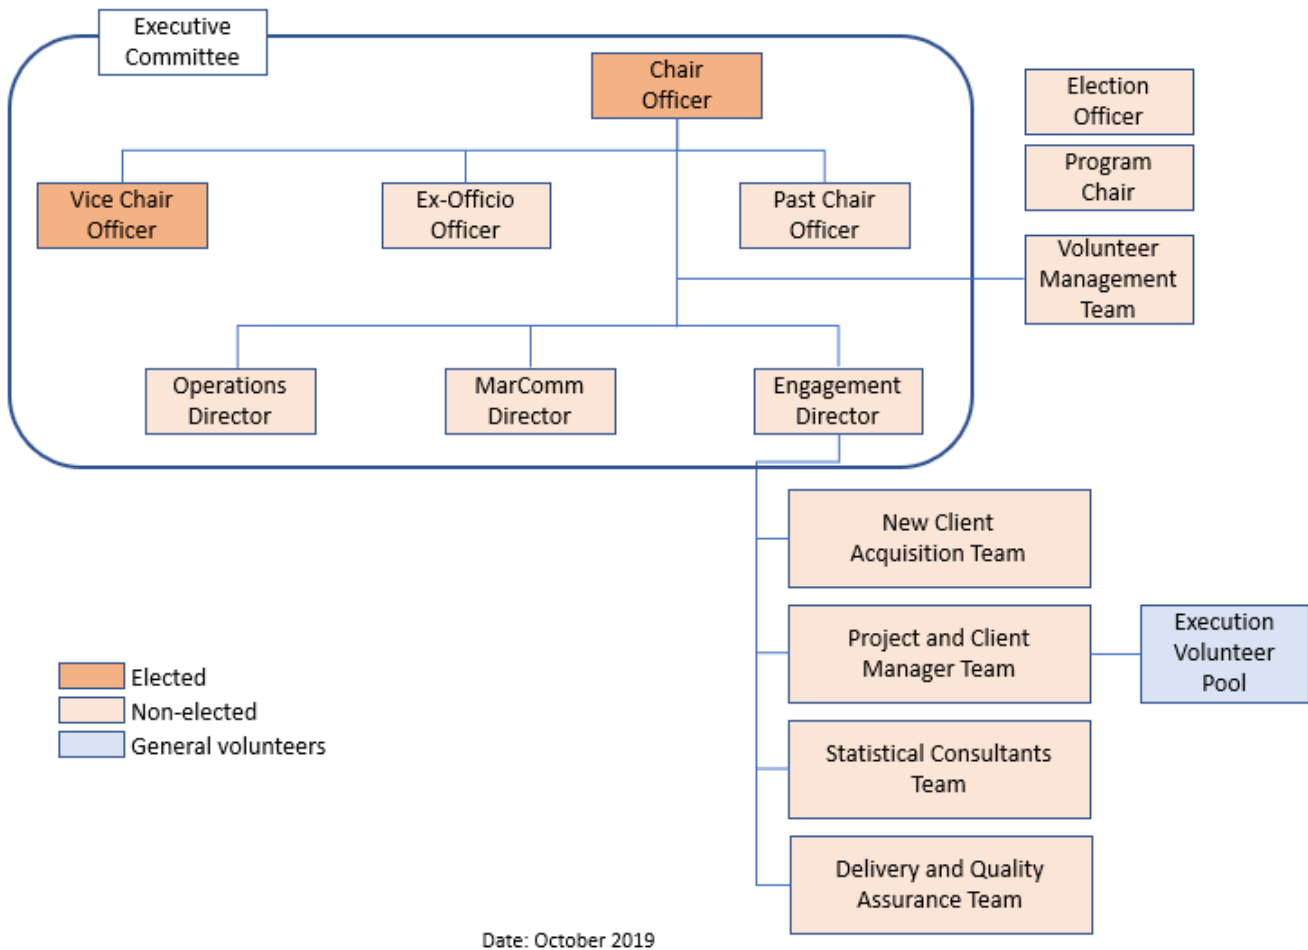 Executive
Committee
Chair
Officer
Election
Officer
Program
Chair
Vice Chair
Officer
Ex-Officio
Officer
Past Chair
Officer
Volunteer
Management
Team
Operations
Director
MarComm
Director
Engagement
Director
New Client
Acquisition Team
Project and Client
Manager Team
Execution
Volunteer
Pool
Statistical Consultants
Team
Delivery and Quality
Assurance Team
Elected
Non-elected
General volunteers
Date: October 2019